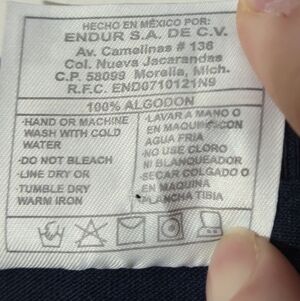 HECHO EN MÉXICO POR:
ENDUR S.A. DE C.V.
Av. Camelinas # 136
Col. Nueva Jacarandas
C.P. 58099 Morelia, Mich.
R.F.C. END0710121N9
100% ALGODON
·HAND OR MACHINE
WASH WITH COLD
WATER
·DO NOT BLEACH
·LINE DRY OR
·TUMBLE DRY
WARM IRON
·LAVAR A MANO O
EN MAQUINA CON
AGUA FRIA
·NO USE CLORO
NI BLANQUEADOR
·SECAR COLGADO O
EN MAQUINA
PLANCHA TIBIA